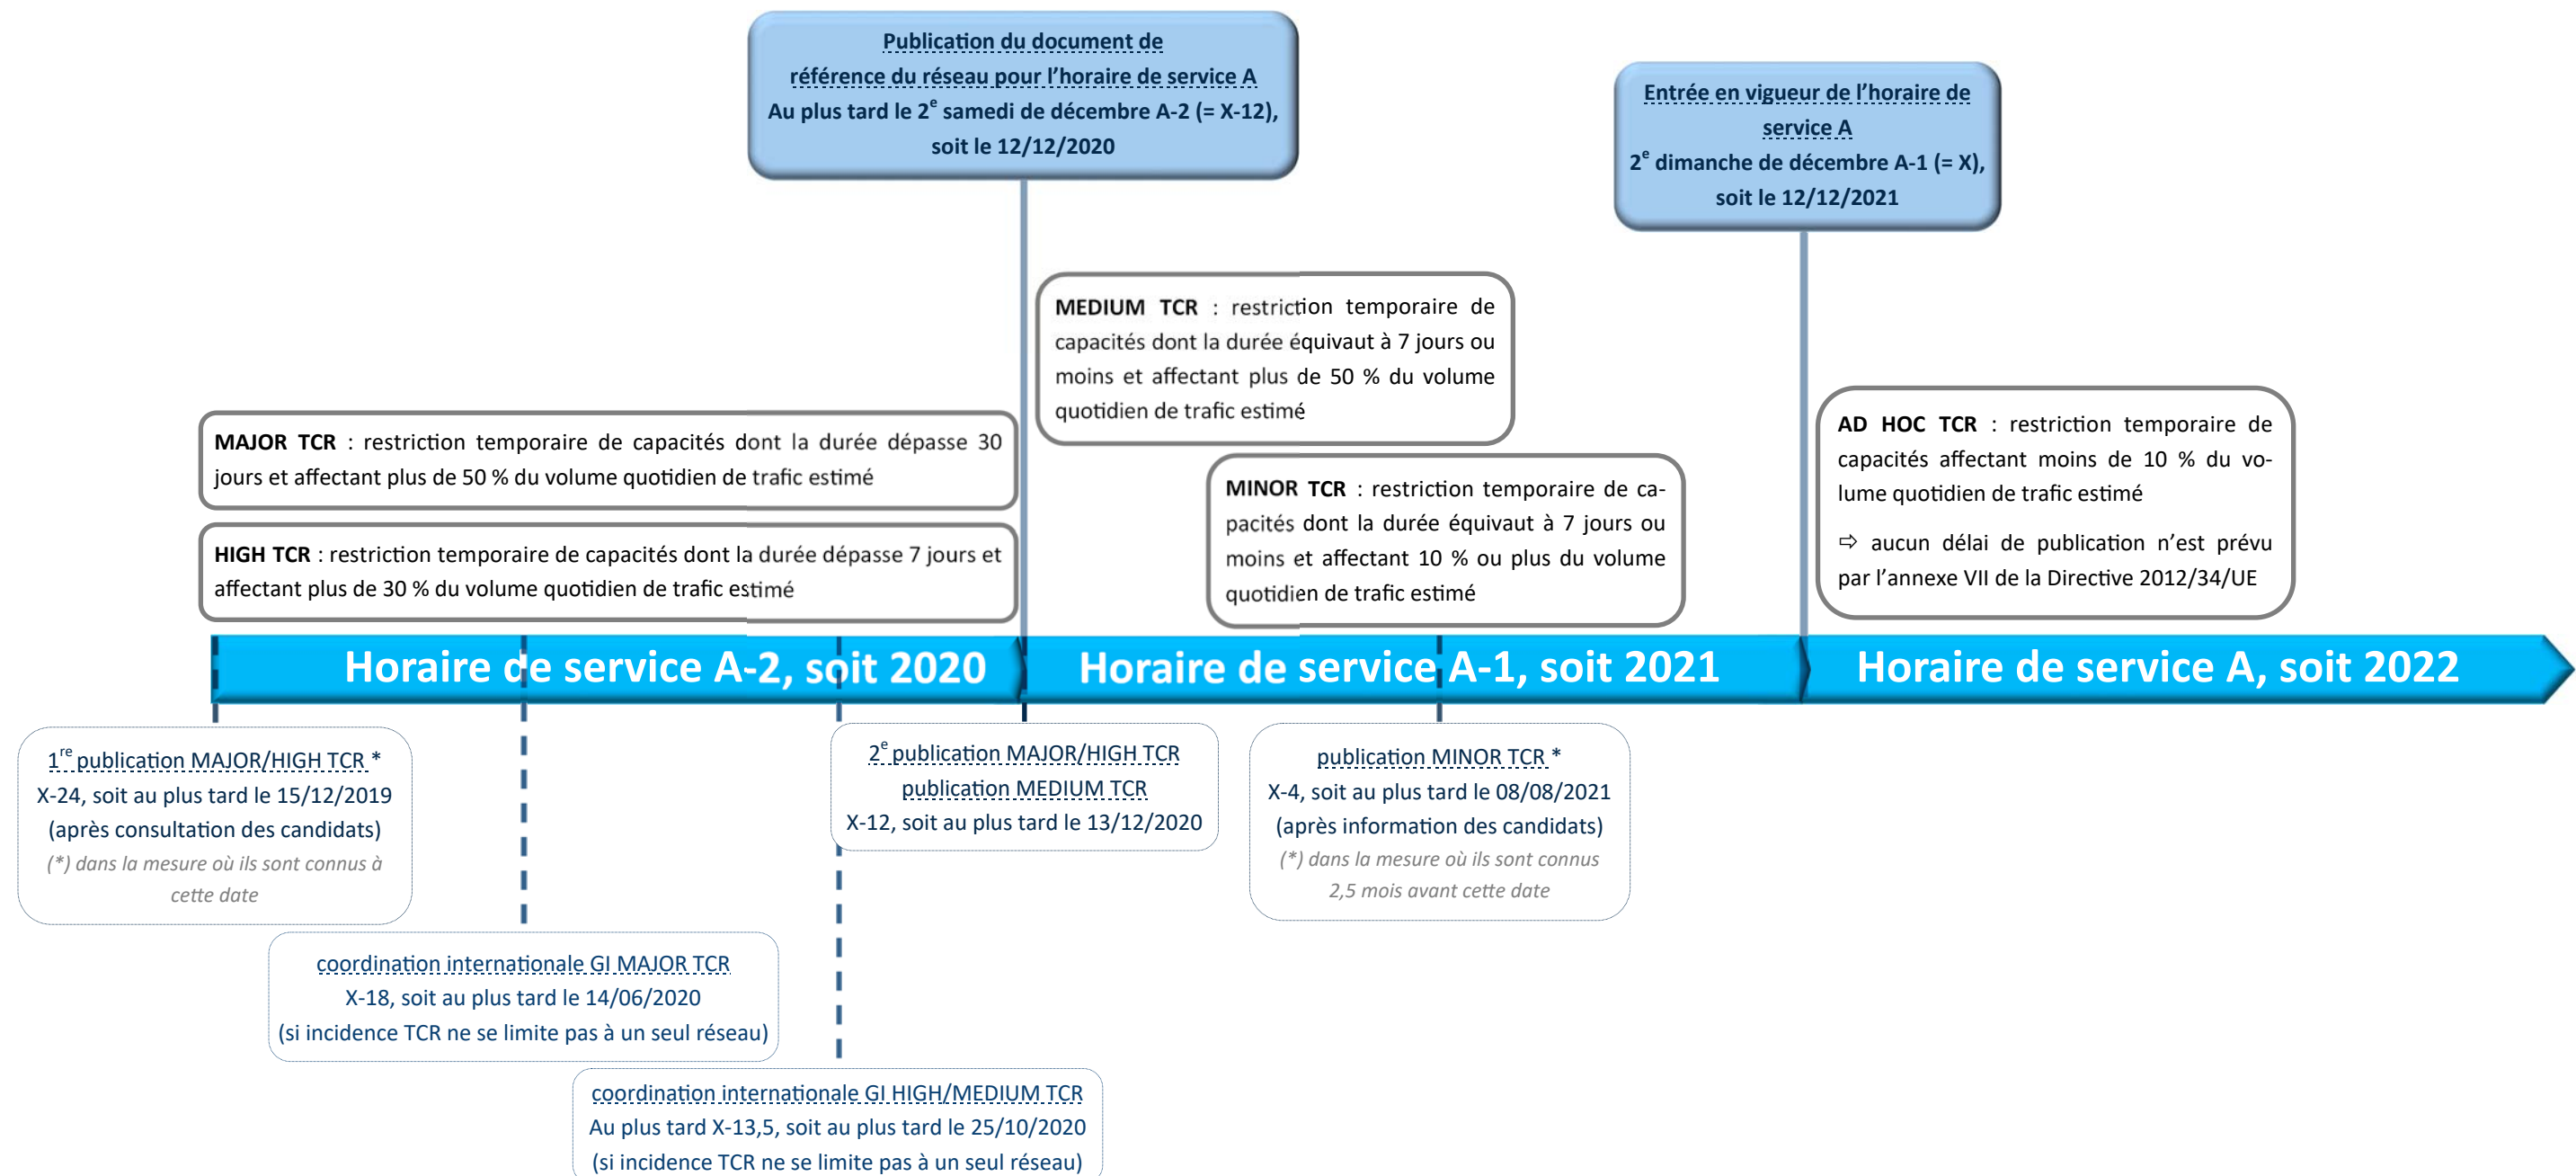 Publication du document de
référence du réseau pour l’horaire de service A
Au plus tard le 2e samedi de décembre A-2 (= X-12),
soit le 12/12/2020
Entrée en vigueur de l’horaire de
service A
2e dimanche de décembre A-1 (= X),
soit le 12/12/2021
MEDIUM TCR : restriction temporaire de
capacités dont la durée équivaut à 7 jours ou
moins et affectant plus de 50 % du volume
quotidien de trafic estimé
MAJOR TCR : restriction temporaire de capacités dont la durée dépasse 30
jours et affectant plus de 50 % du volume quotidien de trafic estimé
HIGH TCR : restriction temporaire de capacités dont la durée dépasse 7 jours et
affectant plus de 30 % du volume quotidien de trafic estimé
MINOR TCR : restriction temporaire de ca-
pacités dont la durée équivaut à 7 jours ou
moins et affectant 10 % ou plus du volume
quotidien de trafic estimé
AD HOC TCR : restriction temporaire de
capacités affectant moins de 10 % du vo-
lume quotidien de trafic estimé
⇨ aucun délai de publication n’est prévu
par l’annexe VII de la Directive 2012/34/UE
Horaire de service A-2, soit 2020
Horaire de service A-1, soit 2021
Horaire de service A, soit 2022
1re publication MAJOR/HIGH TCR *
X-24, soit au plus tard le 15/12/2019
(après consultation des candidats)
(*) dans la mesure où ils sont connus à
cette date
coordination internationale GI MAJOR TCR
X-18, soit au plus tard le 14/06/2020
(si incidence TCR ne se limite pas à un seul réseau)
coordination internationale GI HIGH/MEDIUM TCR
Au plus tard X-13,5, soit au plus tard le 25/10/2020
(si incidence TCR ne se limite pas à un seul réseau)
2e publication MAJOR/HIGH TCR
publication MEDIUM TCR
X-12, soit au plus tard le 13/12/2020
publication MINOR TCR *
X-4, soit au plus tard le 08/08/2021
(après information des candidats)
(*) dans la mesure où ils sont connus
2,5 mois avant cette date